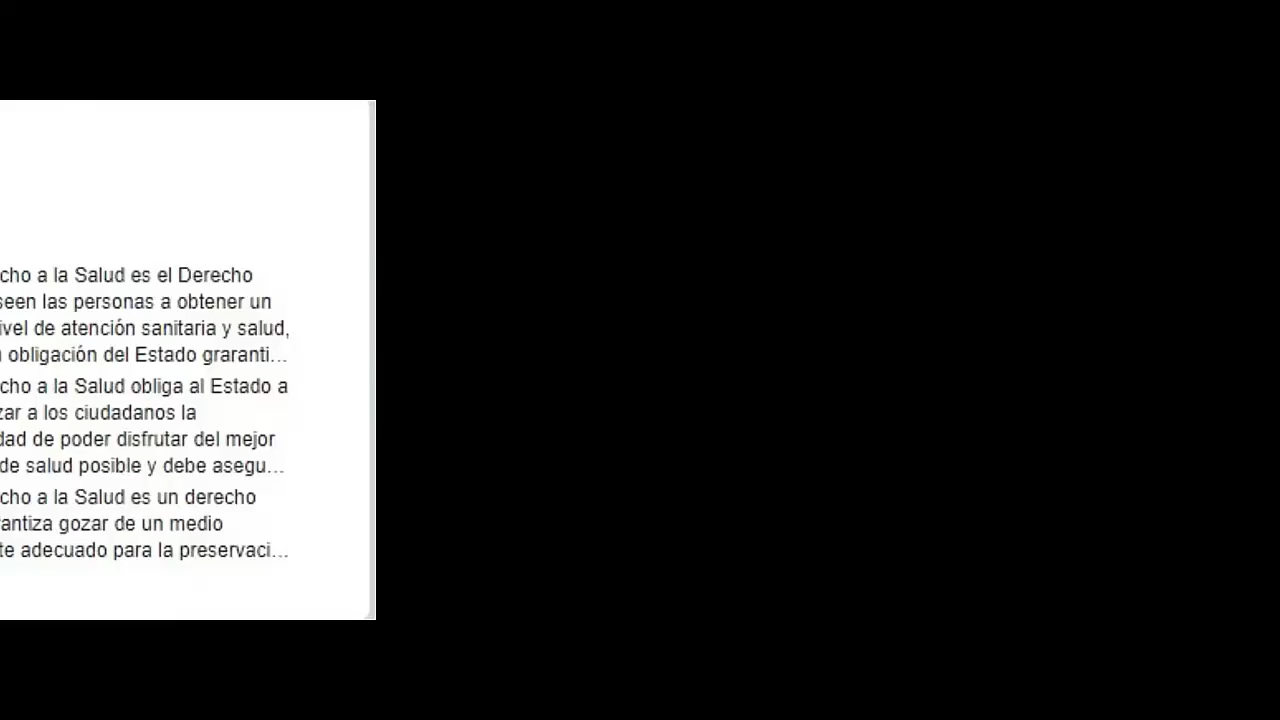 cho a la Salud es el Derecho
seen las personas a obtener un
ivel de atención sanitaria y salud,
obligación del Estado graranti...
cho a la Salud obliga al Estado a
zar a los ciudadanos la
dad de poder disfrutar del mejor
de salud posible y debe asegu...
cho a la Salud es un derecho
antiza gozar de un medio
te adecuado para la preservaci...